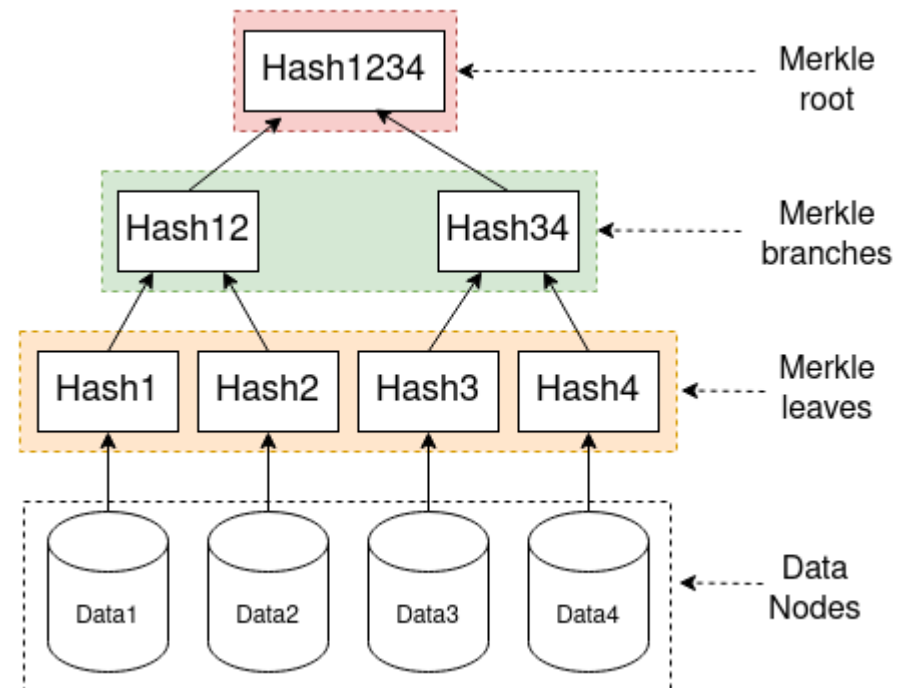 Hash1234
Merkle
root
Hash12
Hash34
Merkle
branches
Hash1
Hash2
Hash3
Hash4
Merkle
leaves
Data1
Data2
Data3
Data4
Data
Nodes